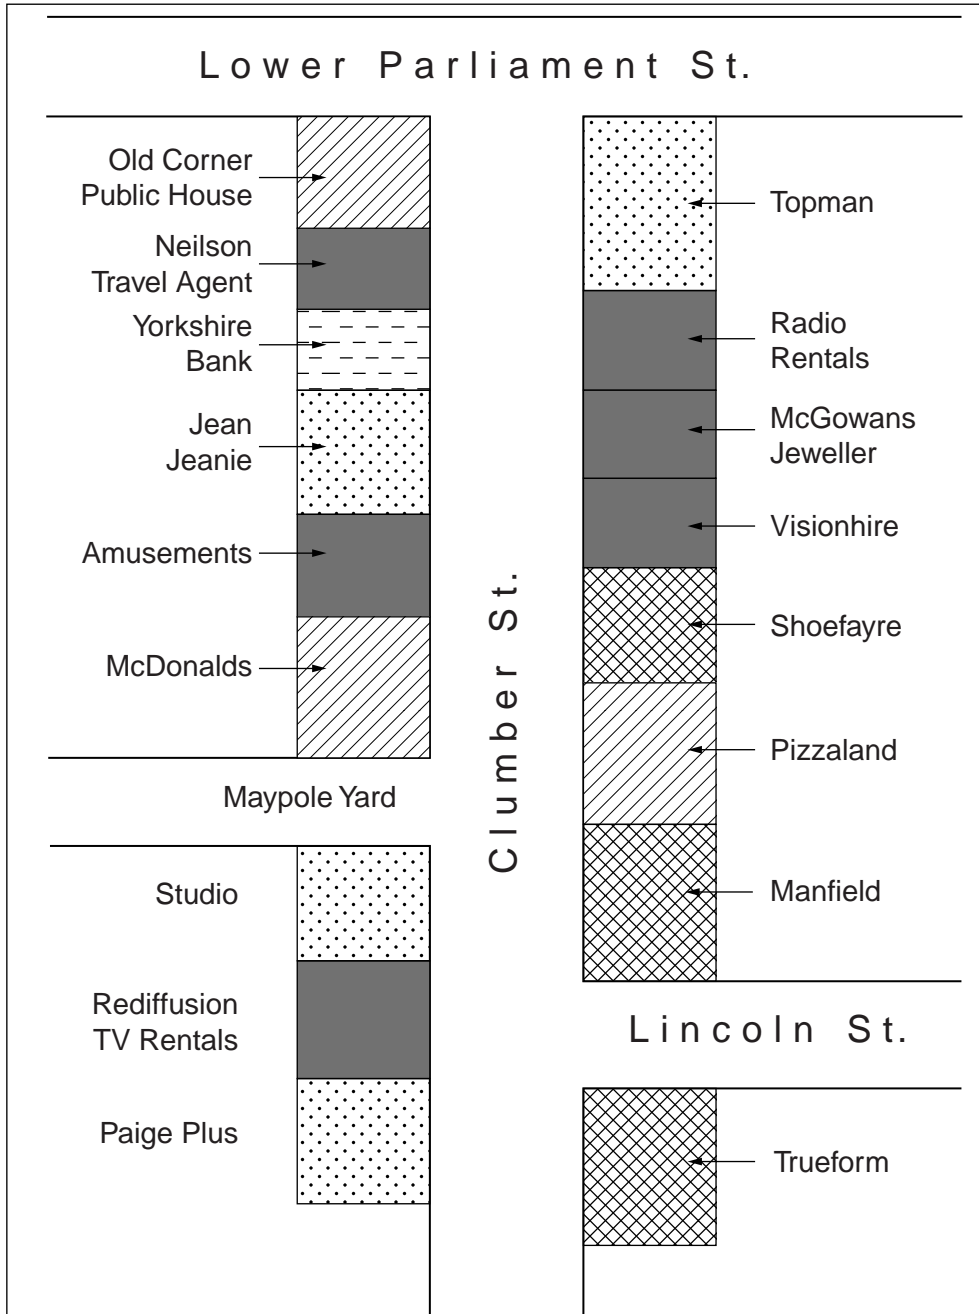 Lower Parliament St.
Old Corner
Public House
Neilson
Travel Agent
Yorkshire
Bank
Jean
Jeanie
Amusements
McDonalds
Maypole Yard
Studio
Rediffusion
TV Rentals
Paige Plus
Clumber St.
Topman
Radio
Rentals
McGowans
Jeweller
Visionhire
Shoefayre
Pizzaland
Manfield
Lincoln St.
Trueform